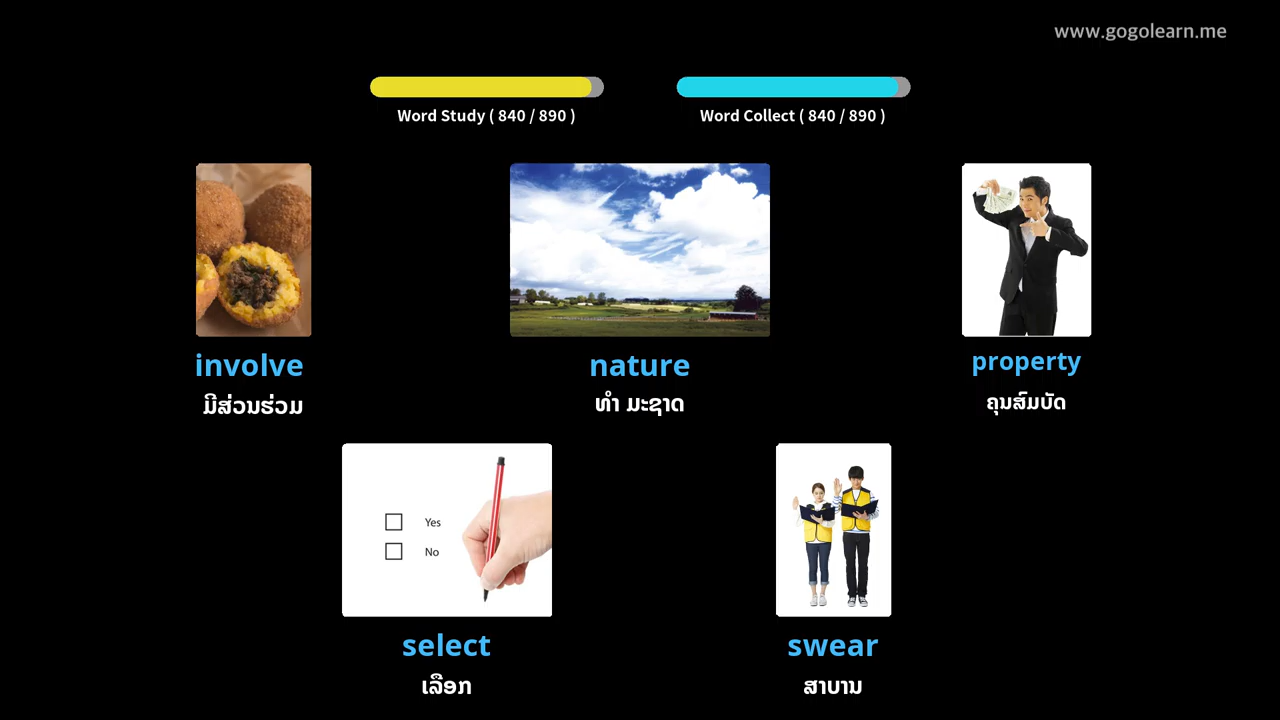 www.gogolearn.me
Word Study ( 840 / 890 )
Word Collect ( 840 / 890 )
involve
ມີສ່ວນຮ່ວມ
nature
ທຳ ມະຊາດ
property
ຄຸນສົມບັດ
Yes
No
select
ເລືອກ
swear
ສາບານ